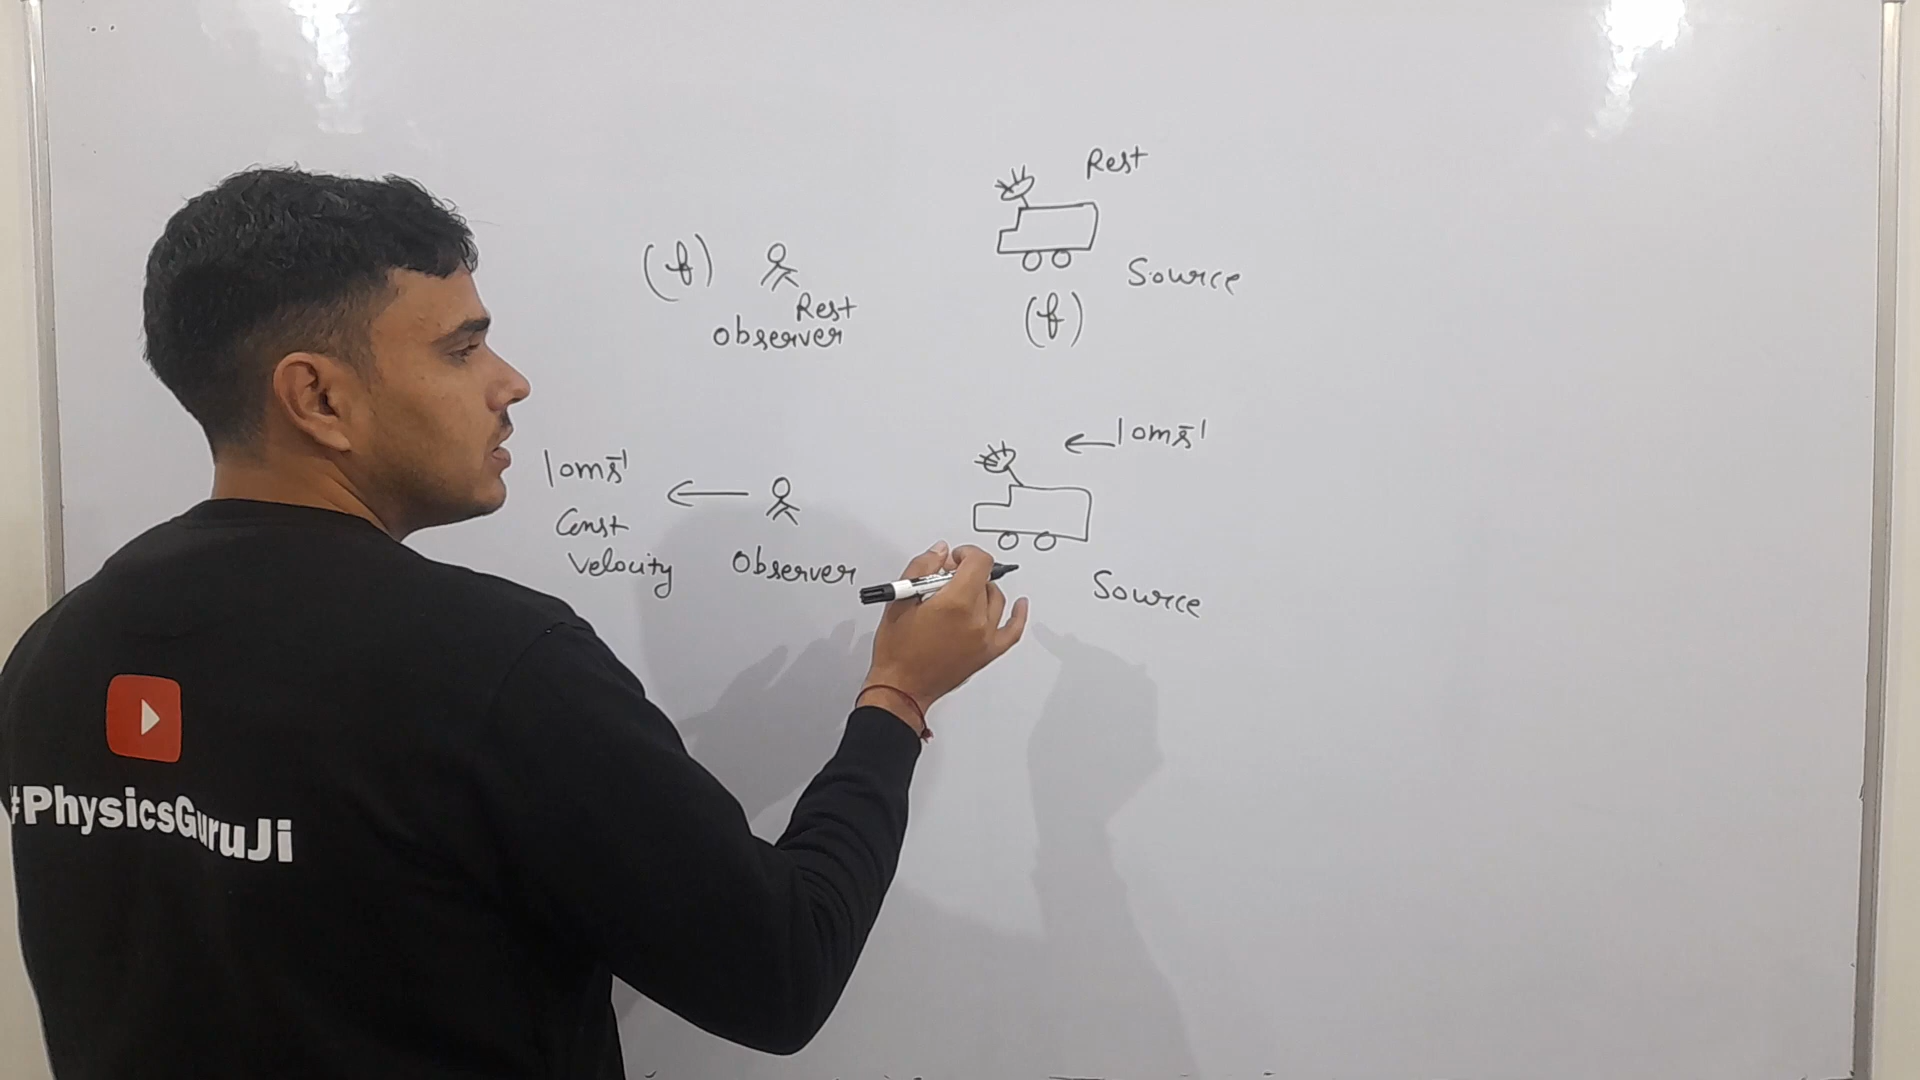 Rest
(f)
Rest
observer
Source
(f)
10ms⁻¹
Const
Velocity
Observer
10ms⁻¹
Source
#PhysicsGuruJi